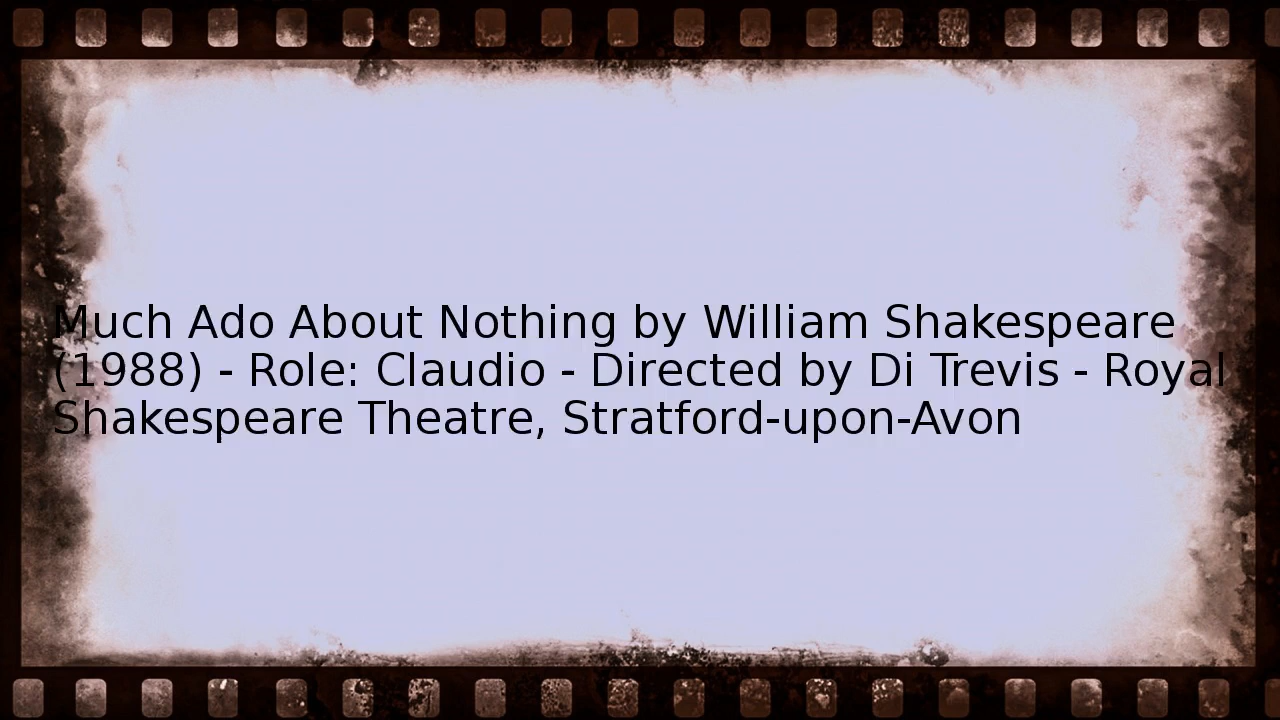 Much Ado About Nothing by William Shakespeare
(1988) - Role: Claudio - Directed by Di Trevis - Royal
Shakespeare Theatre, Stratford-upon-Avon